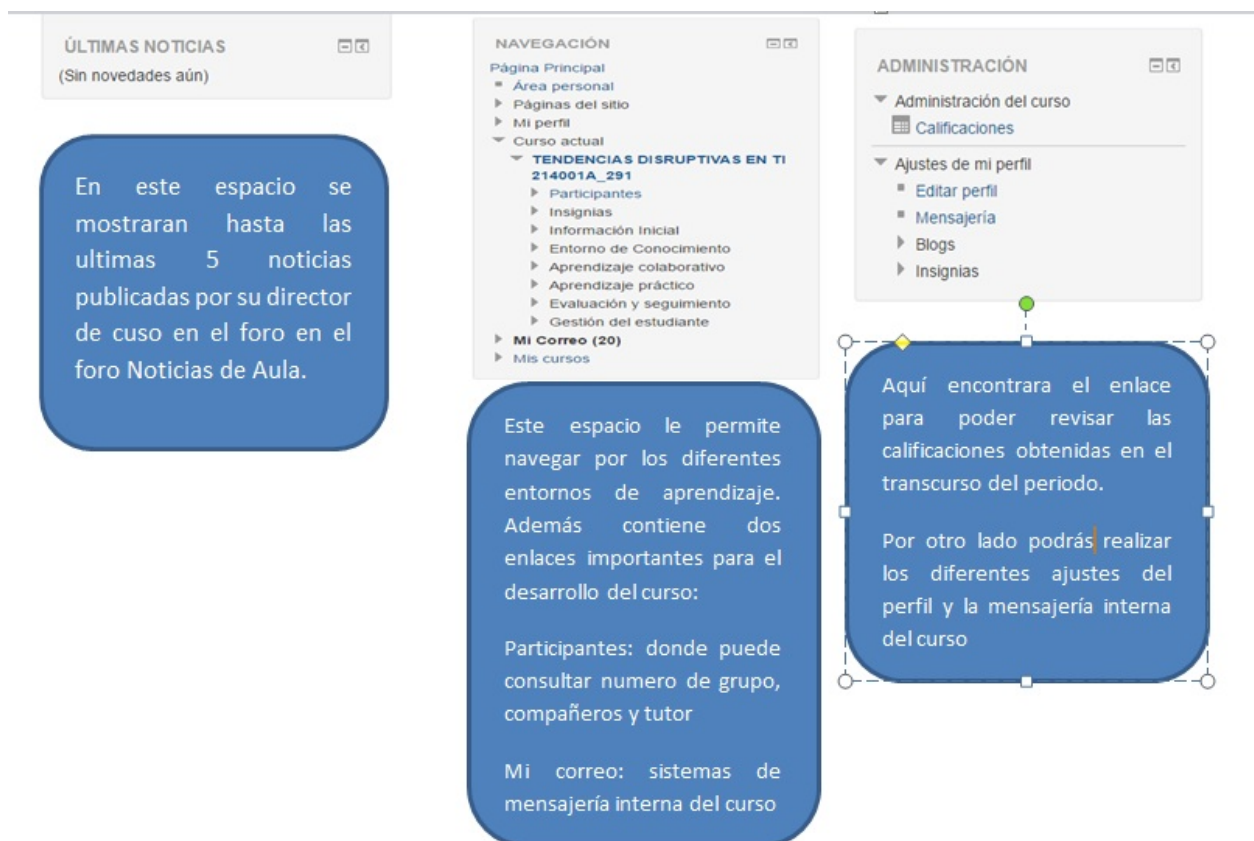 ÚLTIMAS NOTICIAS
(Sin novedades aún)
En este espacio se
mostraran hasta las
ultimas 5 noticias
publicadas por su director
de cuso en el foro en el
foro Noticias de Aula.
NAVEGACIÓN
Página Principal
Área personal
Páginas del sitio
Mi perfil
Curso actual
TENDENCIAS DISRUPTIVAS EN TI
214001A_291
Participantes
Insignias
Información Inicial
Entorno de Conocimiento
Aprendizaje colaborativo
Aprendizaje práctico
Evaluación y seguimiento
Gestión del estudiante
Mi Correo (20)
Mis cursos
Este espacio le permite
navegar por los diferentes
entornos de aprendizaje.
Además contiene dos
enlaces importantes para el
desarrollo del curso:
Participantes: donde puede
consultar numero de grupo,
compañeros y tutor
Mi correo: sistemas de
mensajería interna del curso
ADMINISTRACIÓN
Administración del curso
Calificaciones
Ajustes de mi perfil
Editar perfil
Mensajería
Blogs
Insignias
Aquí encontrara el enlace
para poder revisar las
calificaciones obtenidas en el
transcurso del periodo.
Por otro lado podrás realizar
los diferentes ajustes del
perfil y la mensajería interna
del curso